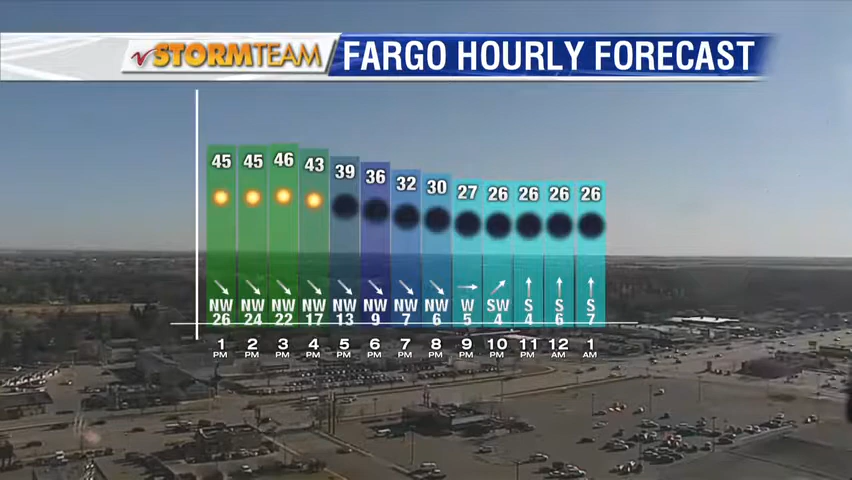 STORMTEAM FARGO HOURLY FORECAST
45 45 46 43 39 36 32 30 27 26 26 26 26
NW NW NW NW NW NW NW NW W SW S S S
26 24 22 17 13 9 7 6 5 4 4 6 7
1 2 3 4 5 6 7 8 9 10 11 12 1
PM PM PM PM PM PM PM PM PM PM PM AM AM